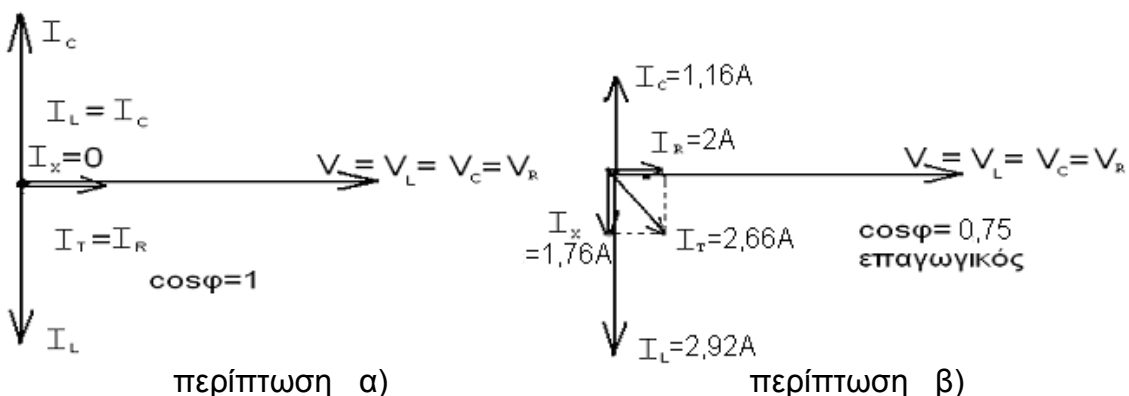 I_C
I_L = I_C
I_X=0
V = V_L = V_C = V_R
I_T = I_R
cosφ=1
I_L
περίπτωση α)
I_C=1,16A
I_R=2A
V = V_L = V_C = V_R
I_X
=1,76A
I_T=2,66A
cosφ= 0,75
επαγωγικός
I_L=2,92A
περίπτωση β)